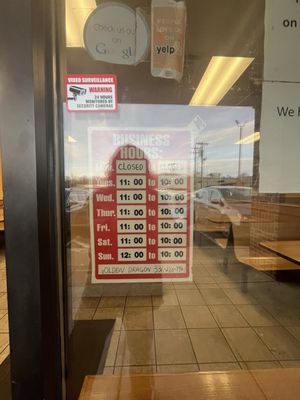 Check us out
on
Google
on
yelp
H
VIDEO SURVEILLANCE
WARNING
24 HOURS
MONITORED BY
SECURITY CAMERAS
BUSINESS
HOURS:
CLOSED
Tues. 11:00 to 10:00
Wed. 11:00 to 10:00
Thur. 11:00 to 10:00
Fri. 11:00 to 10:00
Sat. 11:00 to 10:00
Sun. 12:00 to 10:00
GOLDEN DRAGON